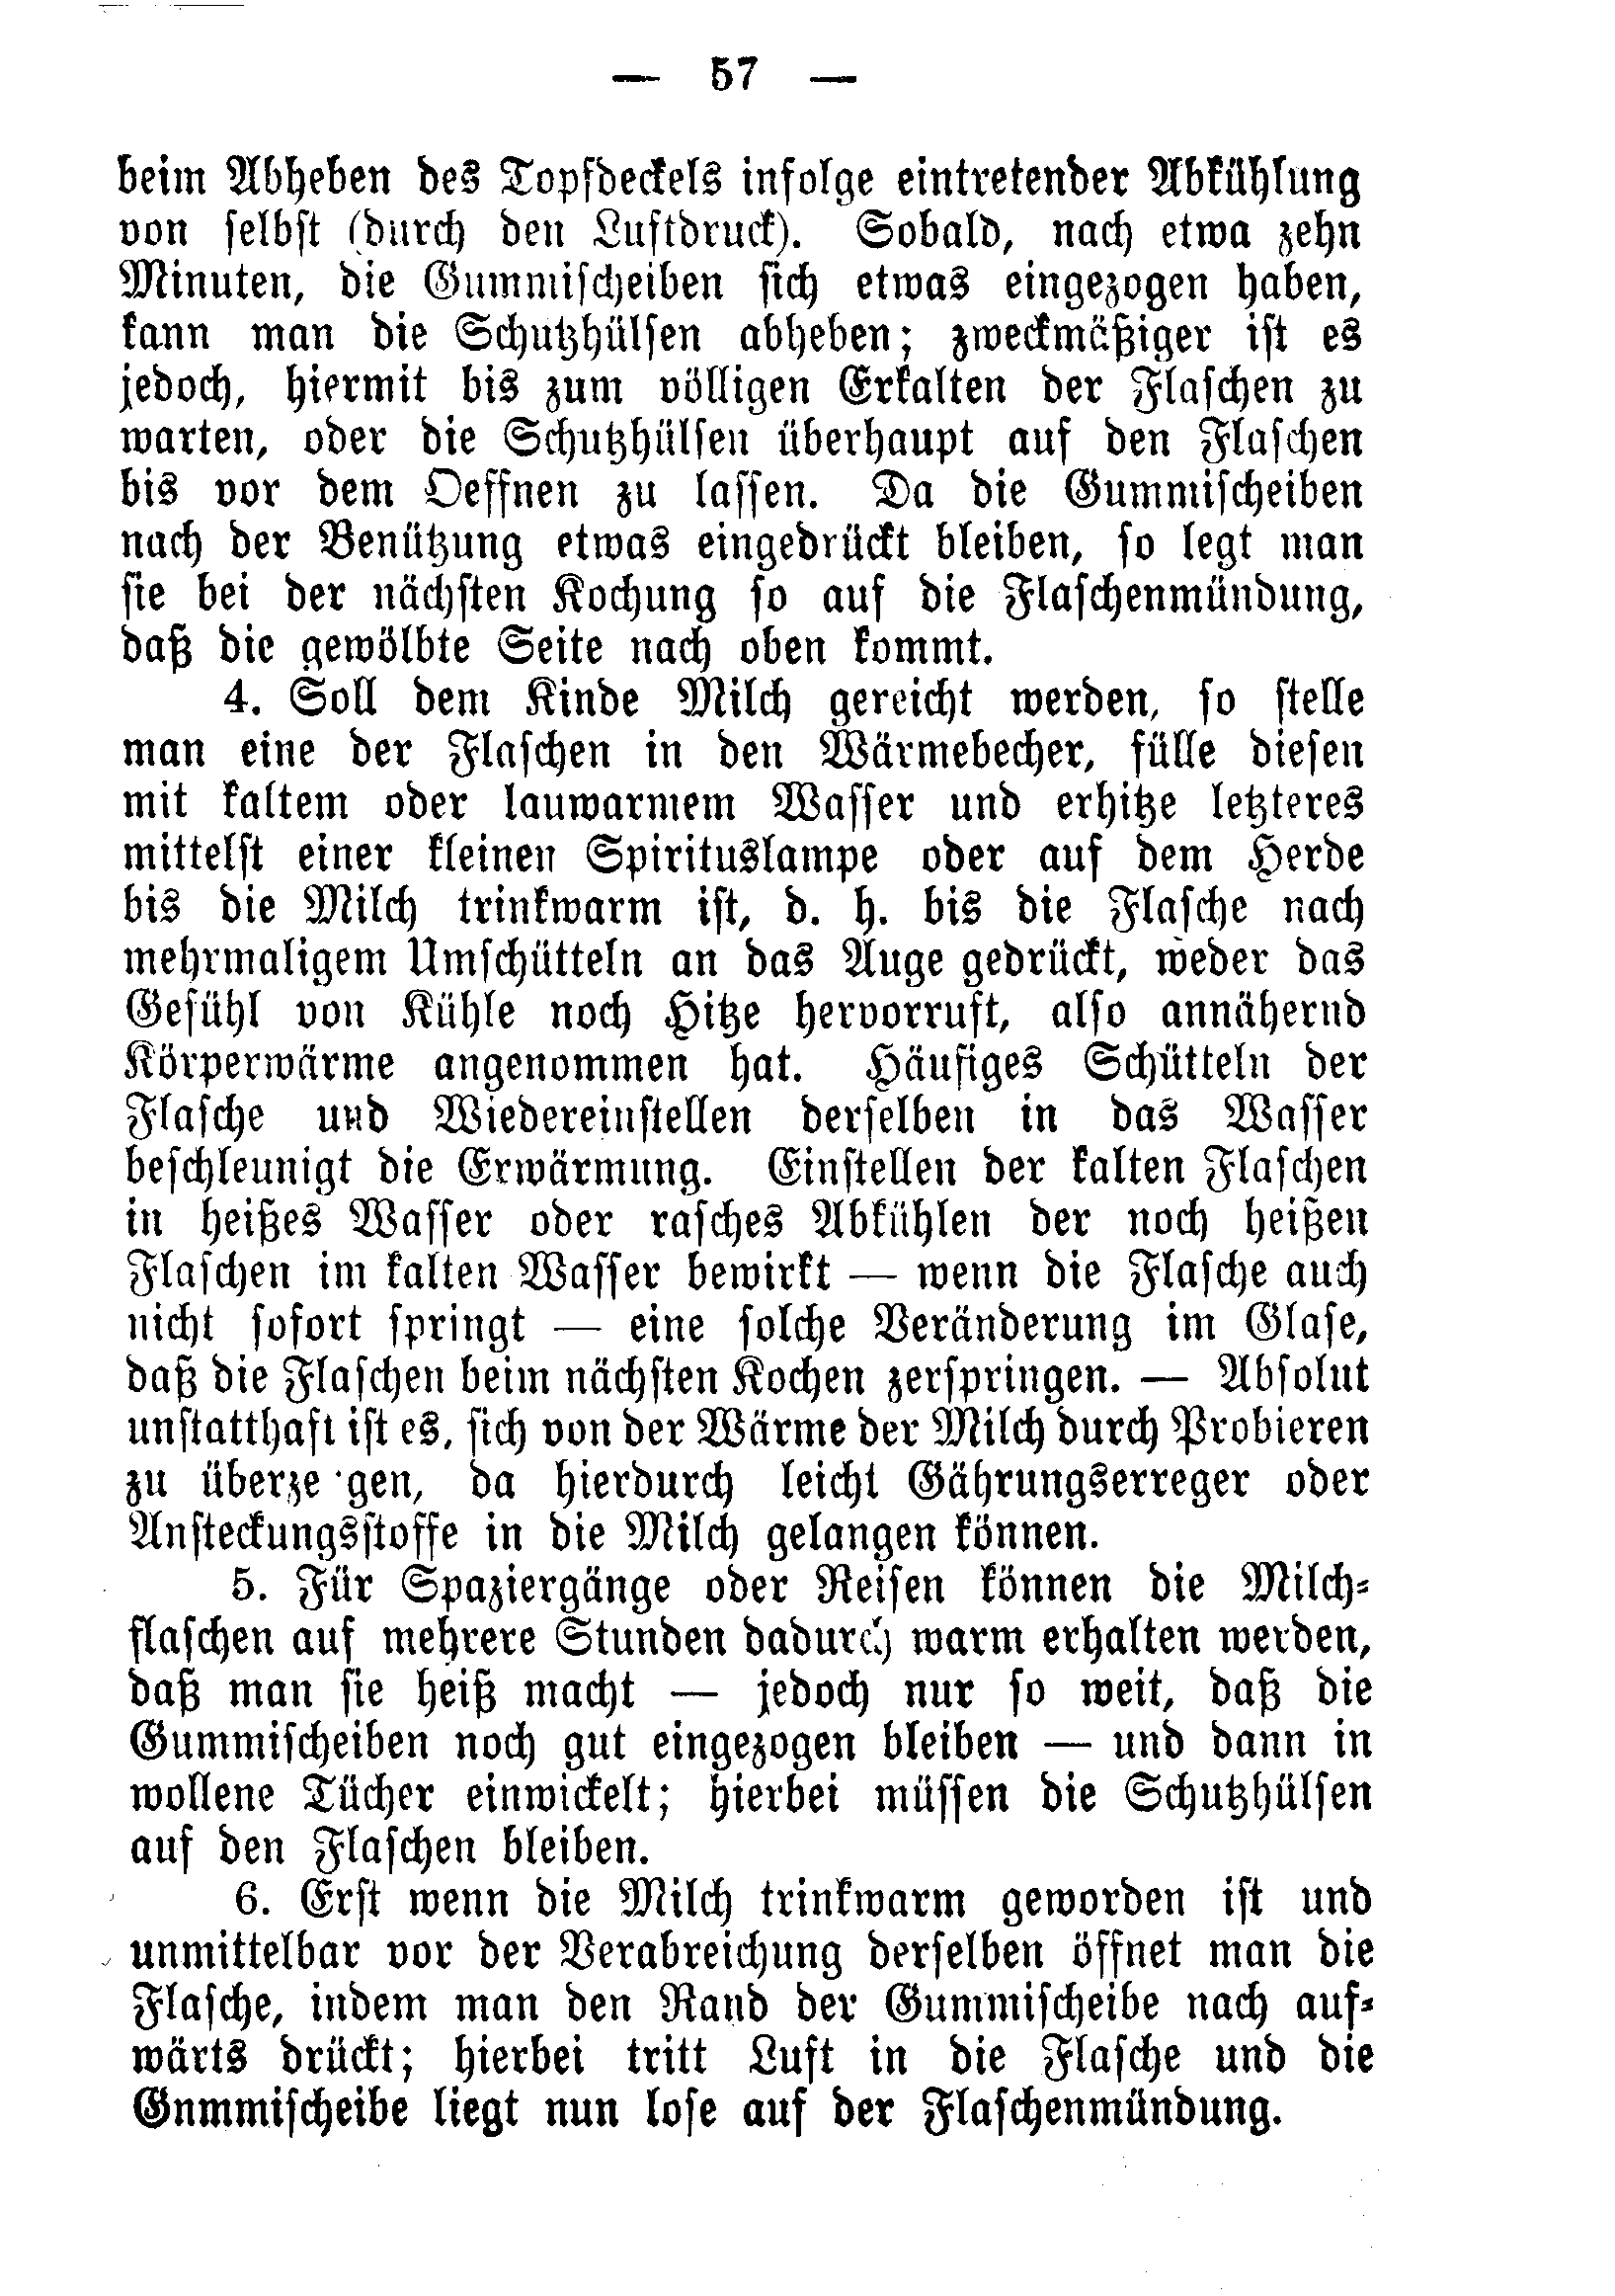 — 57 —
beim Abheben des Topfdeckels infolge eintretender Abkühlung
von selbst (durch den Luftdruck). Sobald, nach etwa zehn
Minuten, die Gummischeiben sich etwas eingezogen haben,
kann man die Schutzhülsen abheben; zweckmäßiger ist es
jedoch, hiermit bis zum völligen Erkalten der Flaschen zu
warten, oder die Schutzhülsen überhaupt auf den Flaschen
bis vor dem Oeffnen zu lassen. Da die Gummischeiben
nach der Benützung etwas eingedrückt bleiben, so legt man
sie bei der nächsten Kochung so auf die Flaschenmündung,
daß die gewölbte Seite nach oben kommt.
4. Soll dem Kinde Milch gereicht werden, so stelle
man eine der Flaschen in den Wärmebecher, fülle diesen
mit kaltem oder lauwarmem Wasser und erhitze letzteres
mittelst einer kleinen Spirituslampe oder auf dem Herde
bis die Milch trinkwarm ist, d. h. bis die Flasche nach
mehrmaligem Umschütteln an das Auge gedrückt, weder das
Gefühl von Kühle noch Hitze hervorruft, also annähernd
Körperwärme angenommen hat. Häufiges Schütteln der
Flasche und Wiedereinstellen derselben in das Wasser
beschleunigt die Erwärmung. Einstellen der kalten Flaschen
in heißes Wasser oder rasches Abkühlen der noch heißen
Flaschen im kalten Wasser bewirkt — wenn die Flasche auch
nicht sofort springt — eine solche Veränderung im Glase,
daß die Flaschen beim nächsten Kochen zerspringen. — Absolut
unstatthaft ist es, sich von der Wärme der Milch durch Probieren
zu überze gen, da hierdurch leicht Gährungserreger oder
Ansteckungsstoffe in die Milch gelangen können.
5. Für Spaziergänge oder Reisen können die Milch-
flaschen auf mehrere Stunden dadurch warm erhalten werden,
daß man sie heiß macht — jedoch nur so weit, daß die
Gummischeiben noch gut eingezogen bleiben — und dann in
wollene Tücher einwickelt; hierbei müssen die Schutzhülsen
auf den Flaschen bleiben.
6. Erst wenn die Milch trinkwarm geworden ist und
unmittelbar vor der Verabreichung derselben öffnet man die
Flasche, indem man den Rand der Gummischeibe nach auf-
wärts drückt; hierbei tritt Luft in die Flasche und die
Gnmmischeibe liegt nun lose auf der Flaschenmündung.